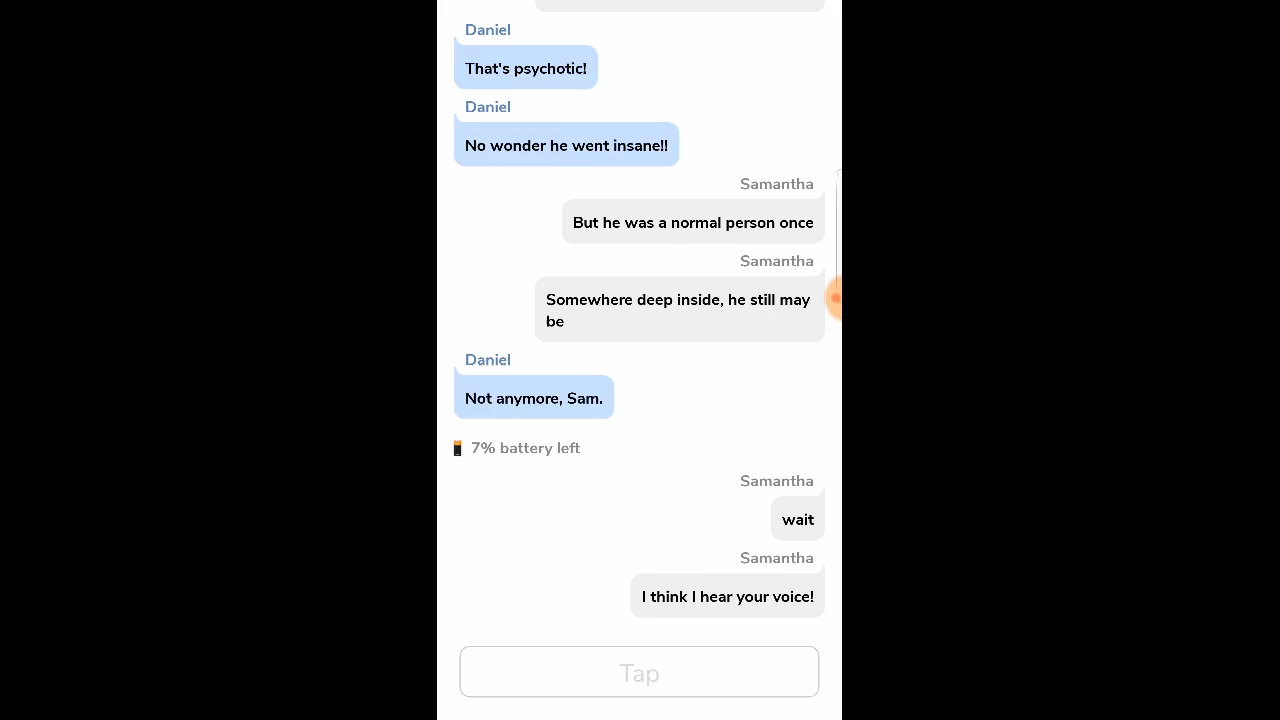 Daniel
That's psychotic!
Daniel
No wonder he went insane!!
Samantha
But he was a normal person once
Samantha
Somewhere deep inside, he still may
be
Daniel
Not anymore, Sam.
7% battery left
Samantha
wait
Samantha
I think I hear your voice!
Tap